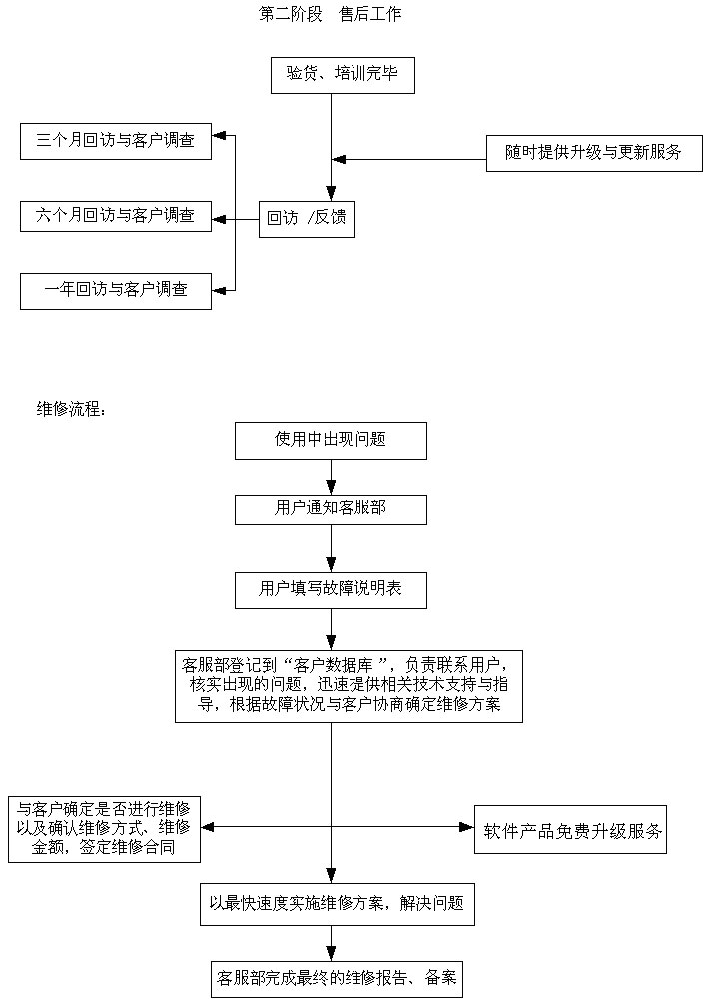 第二阶段 售后工作
验货、培训完毕
三个月回访与客户调查
随时提供升级与更新服务
六个月回访与客户调查
回访 /反馈
一年回访与客户调查
维修流程:
使用中出现问题
用户通知客服部
用户填写故障说明表
客服部登记到“客户数据库 ”，负责联系用户，
核实出现的问题，迅速提供相关技术支持与指
导，根据故障状况与客户协商确定维修方案
与客户确定是否进行维修
以及确认维修方式、维修
金额，签定维修合同
软件产品免费升级服务
以最快速度实施维修方案，解决问题
客服部完成最终的维修报告、备案